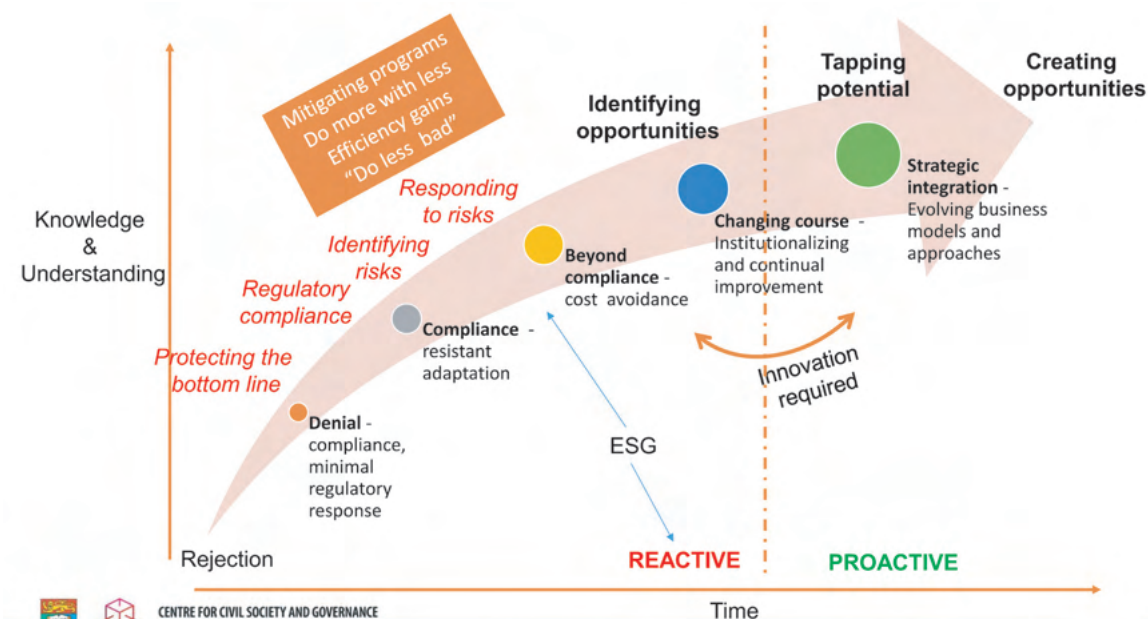 Mitigating programs
Do more with less
Efficiency gains
“Do less bad”
Tapping
potential
Creating
opportunities
Identifying
opportunities
Responding
to risks
Identifying
risks
Regulatory
compliance
Protecting the
bottom line
Knowledge
&
Understanding
Strategic
integration -
Evolving business
models and
approaches
Changing course -
Institutionalizing
and continual
improvement
Beyond
compliance -
cost avoidance
Compliance -
resistant
adaptation
Denial -
compliance,
minimal
regulatory
response
Innovation
required
ESG
Rejection
REACTIVE
PROACTIVE
Time
CENTRE FOR CIVIL SOCIETY AND GOVERNANCE